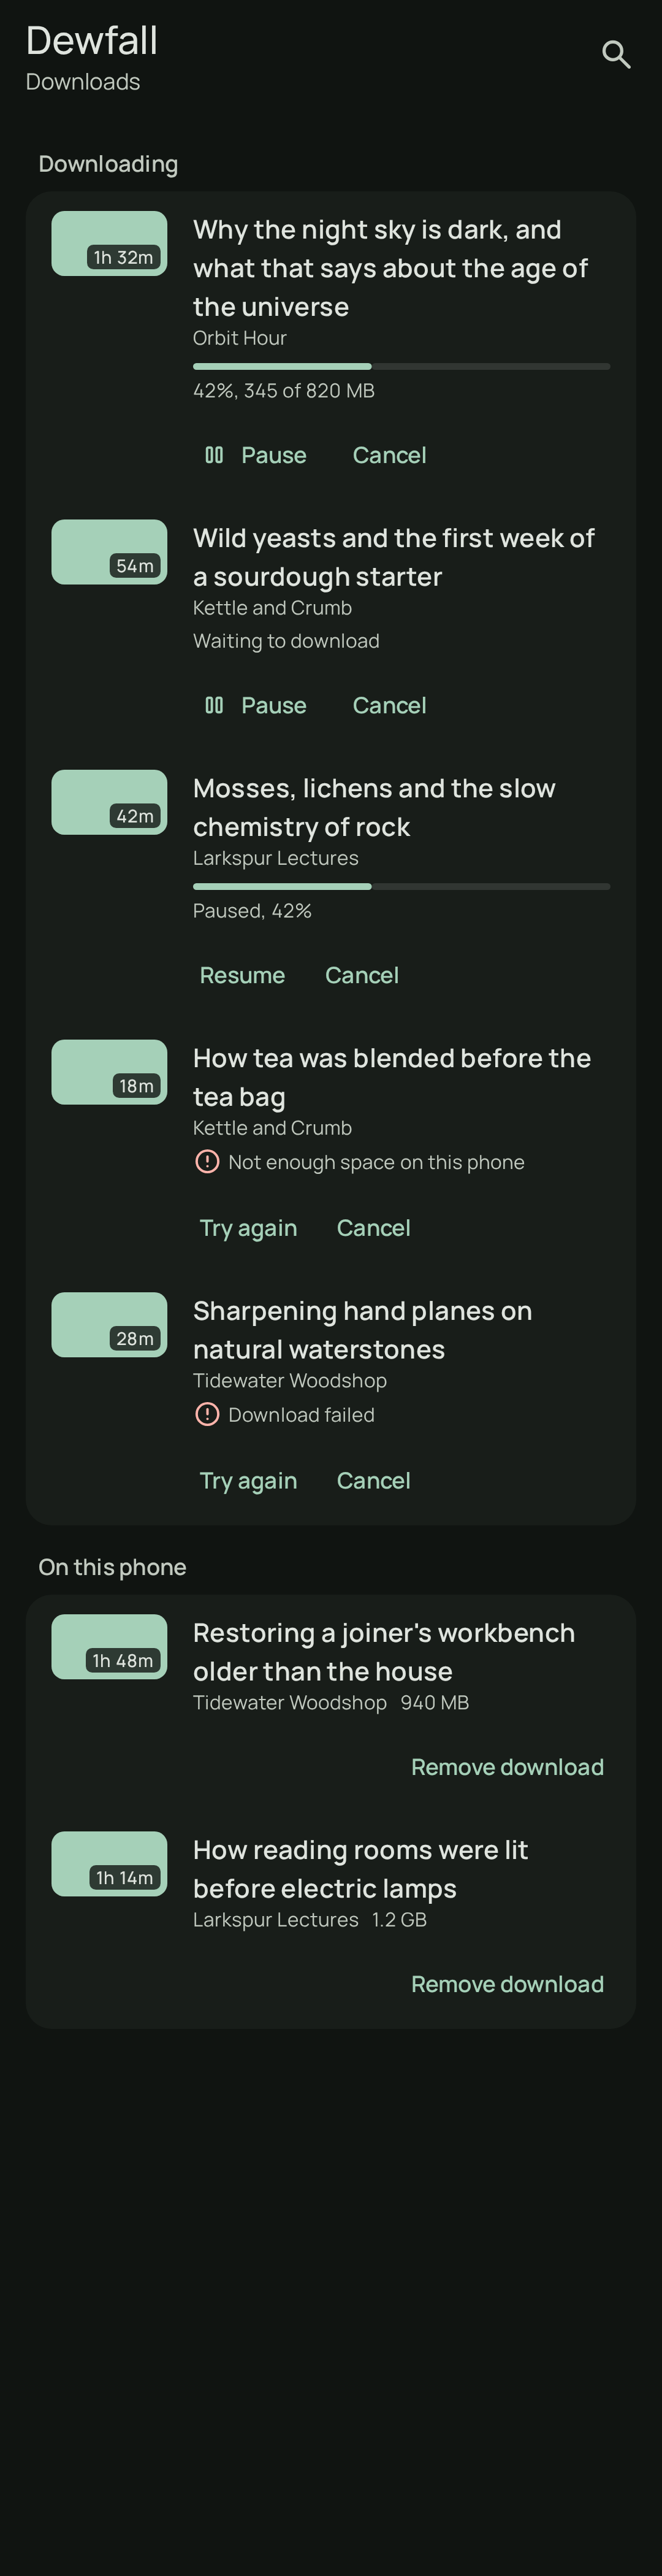 Dewfall
Downloads
Downloading
1h 32m
Why the night sky is dark, and
what that says about the age of
the universe
Orbit Hour
42%, 345 of 820 MB
Pause Cancel
54m
Wild yeasts and the first week of
a sourdough starter
Kettle and Crumb
Waiting to download
Pause Cancel
42m
Mosses, lichens and the slow
chemistry of rock
Larkspur Lectures
Paused, 42%
Resume Cancel
18m
How tea was blended before the
tea bag
Kettle and Crumb
Not enough space on this phone
Try again Cancel
28m
Sharpening hand planes on
natural waterstones
Tidewater Woodshop
Download failed
Try again Cancel
On this phone
1h 48m
Restoring a joiner's workbench
older than the house
Tidewater Woodshop 940 MB
Remove download
1h 14m
How reading rooms were lit
before electric lamps
Larkspur Lectures 1.2 GB
Remove download